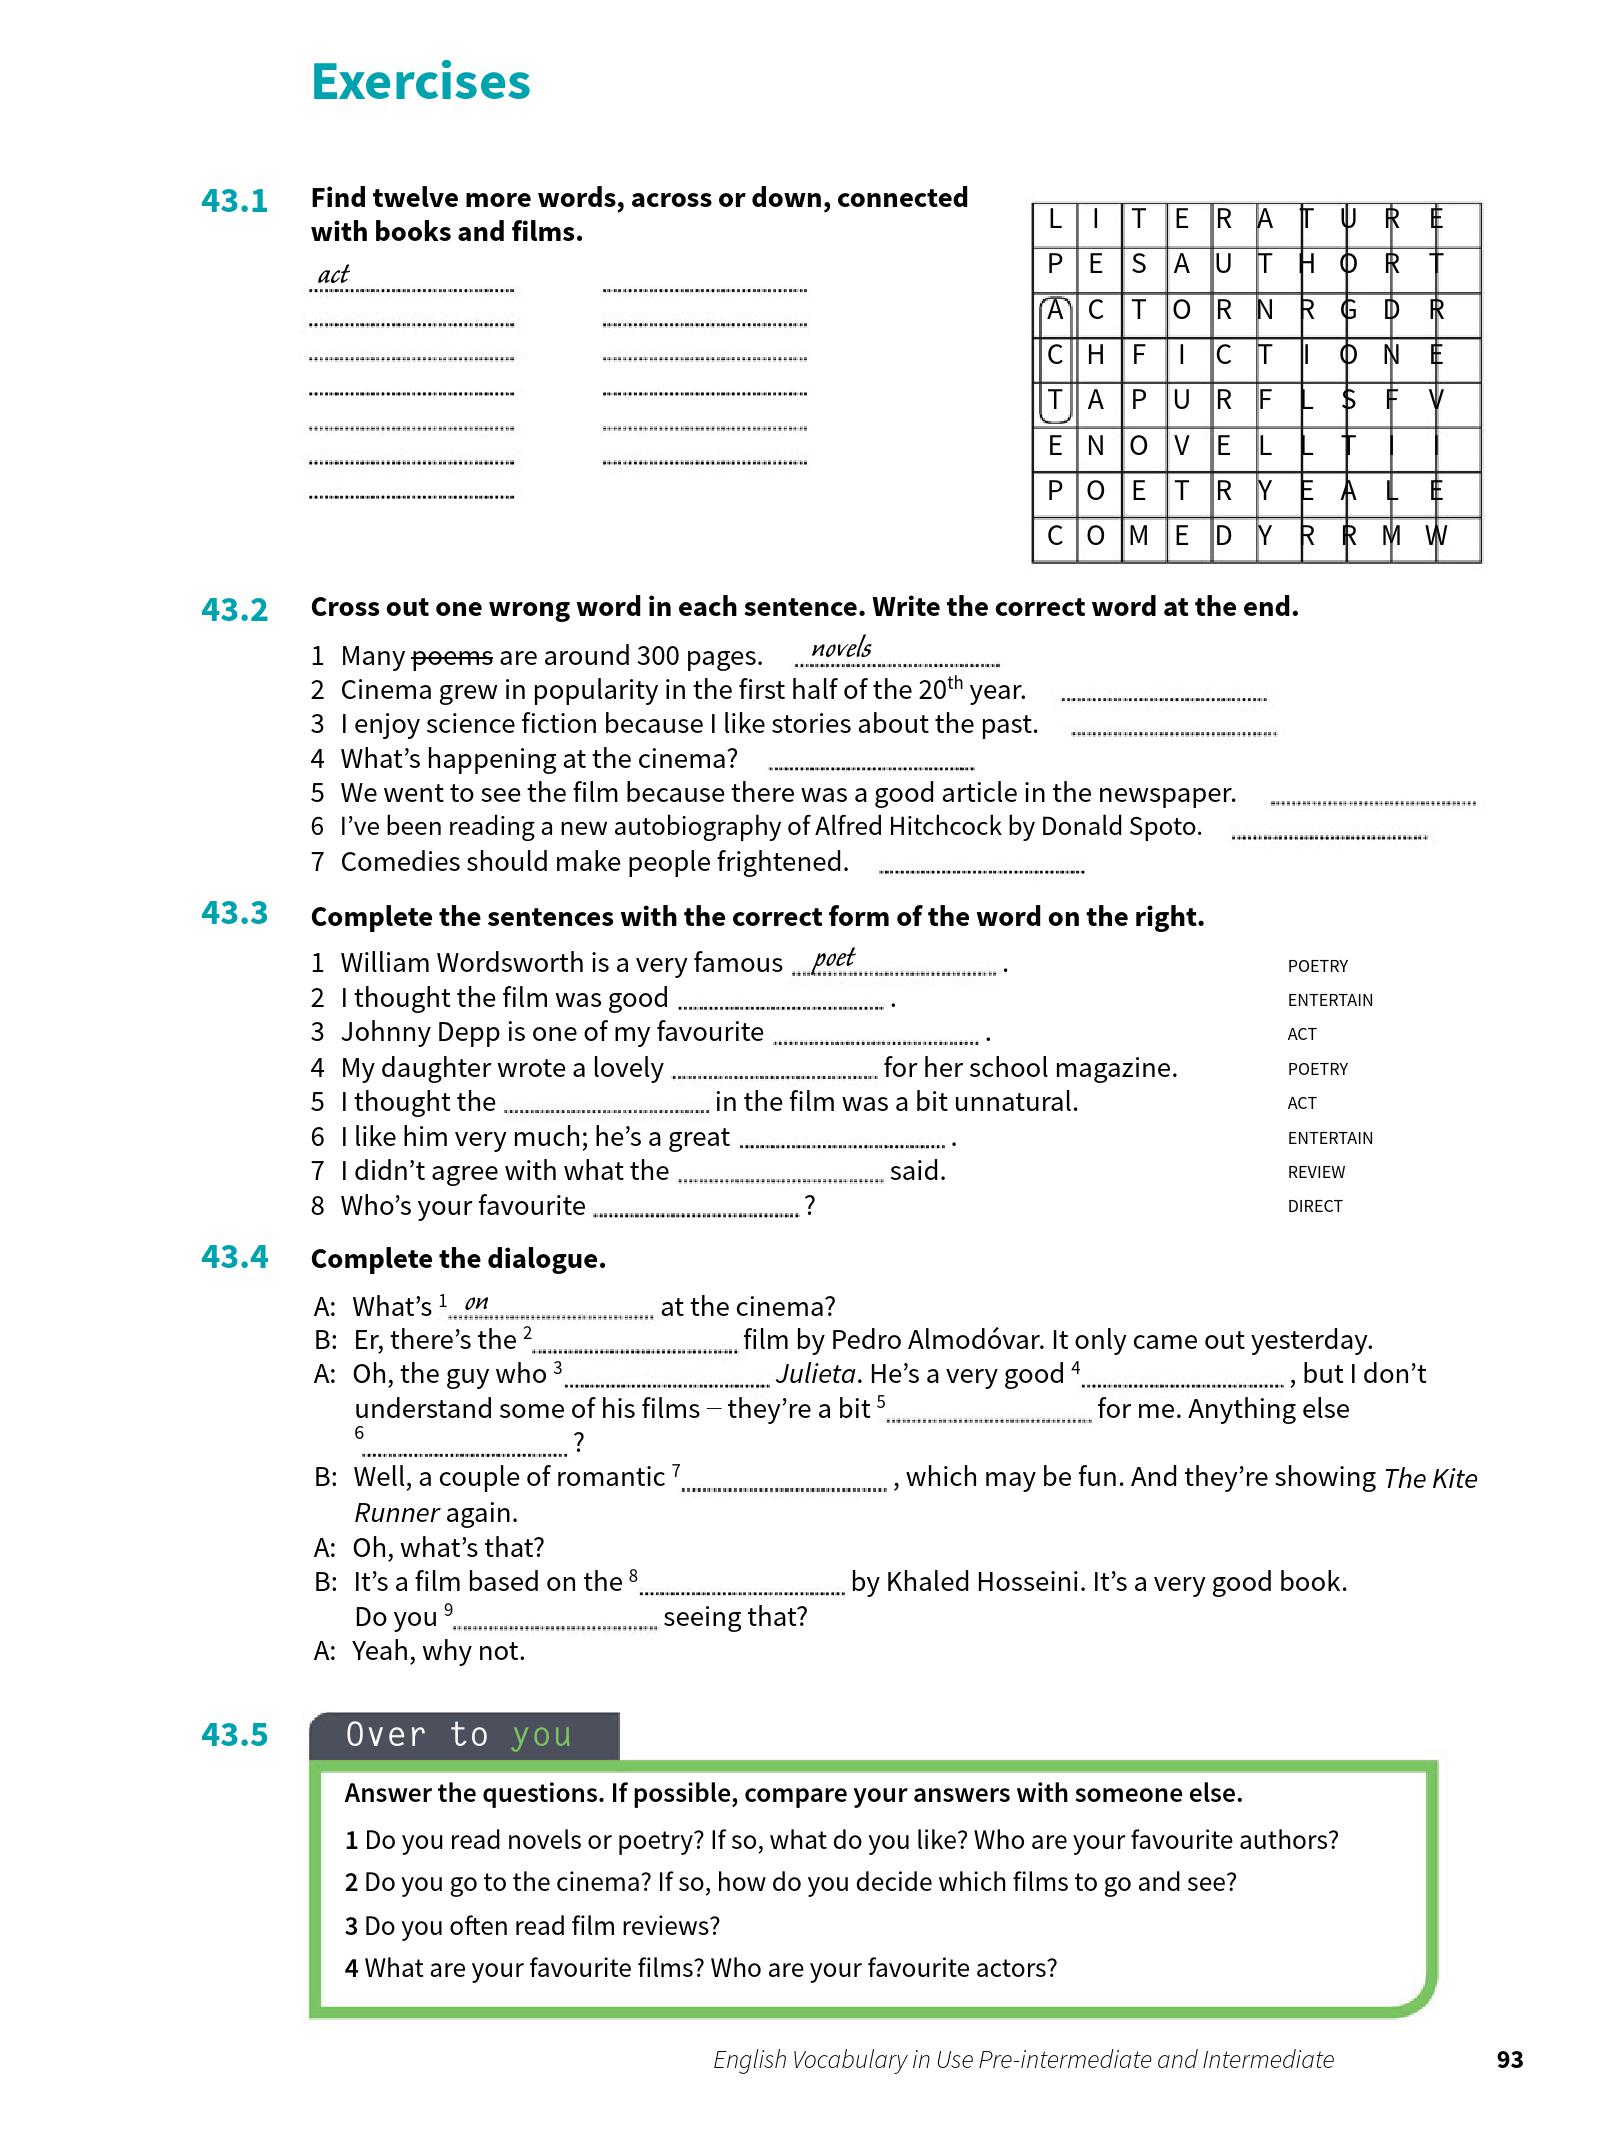 Exercises
43.1 Find twelve more words, across or down, connected
with books and films.
act
L I T E R A T U R E
P E S A U T H O R T
A C T O R N R G D R
C H F I C T I O N E
T A P U R F L S F V
E N O V E L L T I I
P O E T R Y E A L E
C O M E D Y R R M W
43.2 Cross out one wrong word in each sentence. Write the correct word at the end.
1 Many poems are around 300 pages. novels
2 Cinema grew in popularity in the first half of the 20th year.
3 I enjoy science fiction because I like stories about the past.
4 What’s happening at the cinema?
5 We went to see the film because there was a good article in the newspaper.
6 I’ve been reading a new autobiography of Alfred Hitchcock by Donald Spoto.
7 Comedies should make people frightened.
43.3 Complete the sentences with the correct form of the word on the right.
1 William Wordsworth is a very famous poet . POETRY
2 I thought the film was good . ENTERTAIN
3 Johnny Depp is one of my favourite . ACT
4 My daughter wrote a lovely for her school magazine. POETRY
5 I thought the in the film was a bit unnatural. ACT
6 I like him very much; he’s a great . ENTERTAIN
7 I didn’t agree with what the said. REVIEW
8 Who’s your favourite ? DIRECT
43.4 Complete the dialogue.
A: What’s 1 on at the cinema?
B: Er, there’s the 2 film by Pedro Almodóvar. It only came out yesterday.
A: Oh, the guy who 3 Julieta. He’s a very good 4 , but I don’t
understand some of his films – they’re a bit 5 for me. Anything else
6 ?
B: Well, a couple of romantic 7 , which may be fun. And they’re showing The Kite
Runner again.
A: Oh, what’s that?
B: It’s a film based on the 8 by Khaled Hosseini. It’s a very good book.
Do you 9 seeing that?
A: Yeah, why not.
43.5 Over to you
Answer the questions. If possible, compare your answers with someone else.
1 Do you read novels or poetry? If so, what do you like? Who are your favourite authors?
2 Do you go to the cinema? If so, how do you decide which films to go and see?
3 Do you often read film reviews?
4 What are your favourite films? Who are your favourite actors?
English Vocabulary in Use Pre-intermediate and Intermediate 93